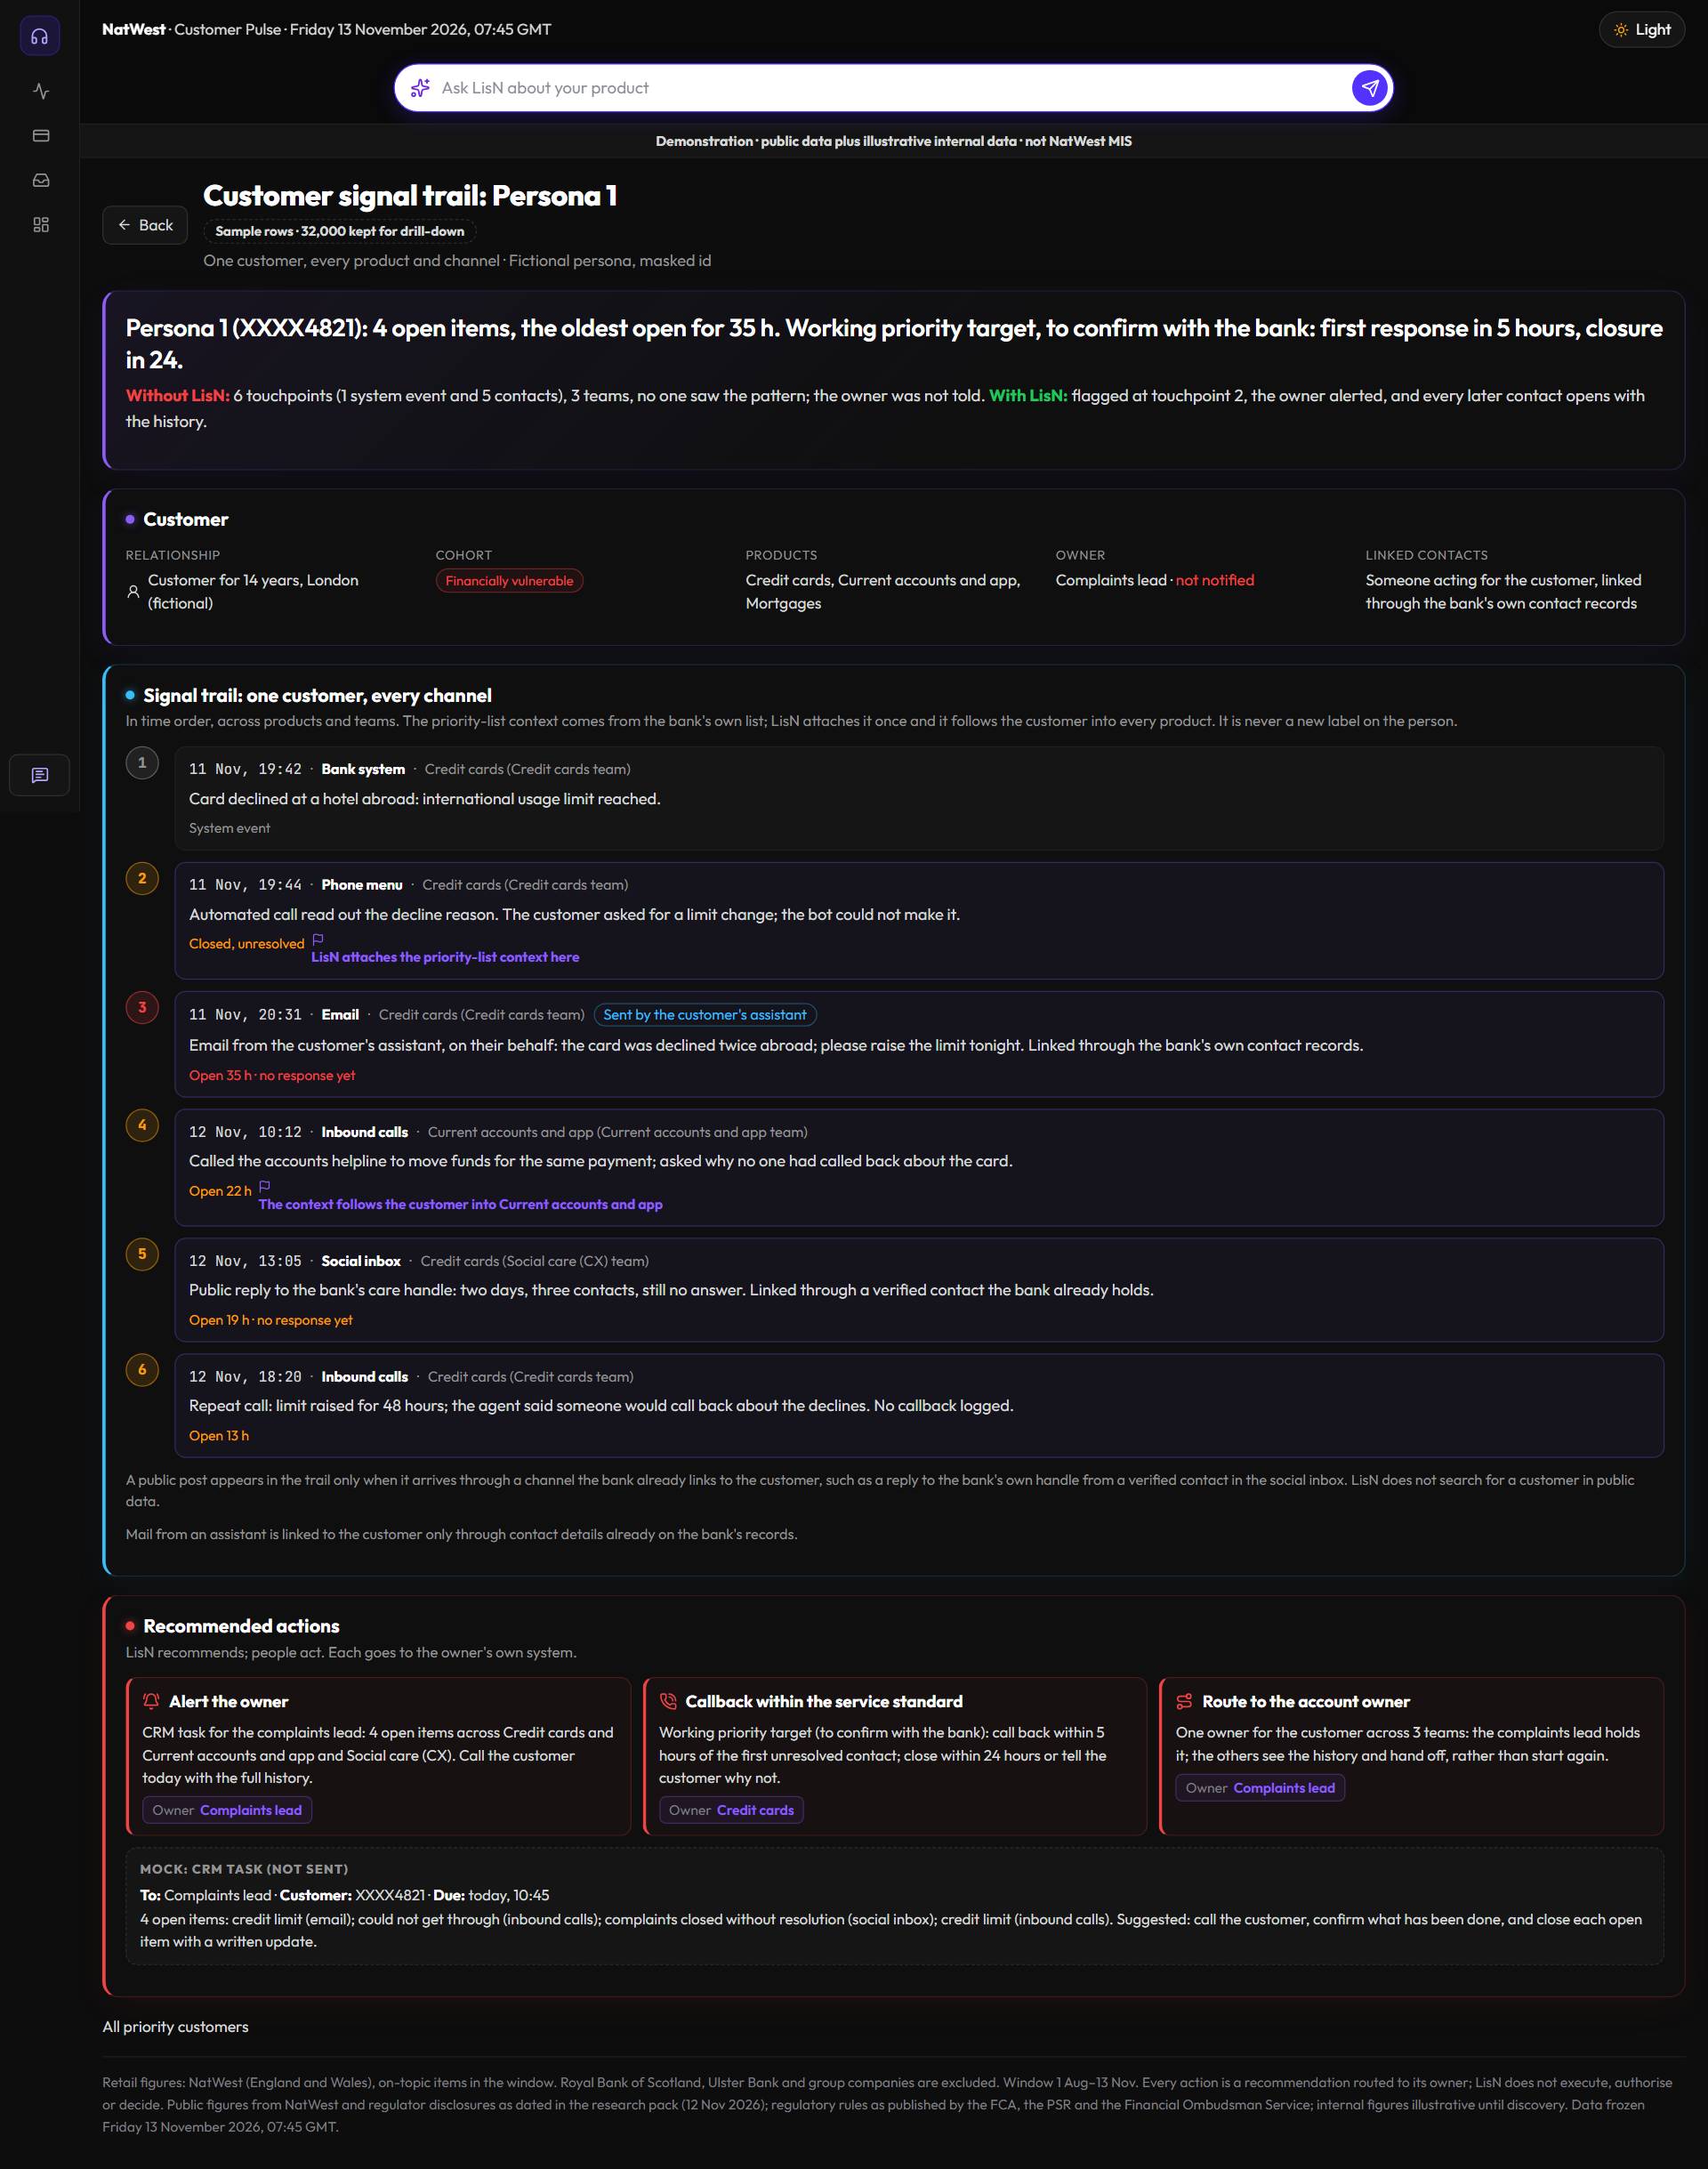 NatWest · Customer Pulse · Friday 13 November 2026, 07:45 GMT
Light
Ask LisN about your product
Demonstration · public data plus illustrative internal data · not NatWest MIS
Back
Customer signal trail: Persona 1
Sample rows · 32,000 kept for drill-down
One customer, every product and channel · Fictional persona, masked id
Persona 1 (XXXX4821): 4 open items, the oldest open for 35 h. Working priority target, to confirm with the bank: first response in 5 hours, closure
in 24.
Without LisN: 6 touchpoints (1 system event and 5 contacts), 3 teams, no one saw the pattern; the owner was not told. With LisN: flagged at touchpoint 2, the owner alerted, and every later contact opens with
the history.
Customer
RELATIONSHIP
Customer for 14 years, London
(fictional)
COHORT
Financially vulnerable
PRODUCTS
Credit cards, Current accounts and app,
Mortgages
OWNER
Complaints lead · not notified
LINKED CONTACTS
Someone acting for the customer, linked
through the bank's own contact records
Signal trail: one customer, every channel
In time order, across products and teams. The priority-list context comes from the bank's own list; LisN attaches it once and it follows the customer into every product. It is never a new label on the person.
1
11 Nov, 19:42 · Bank system · Credit cards (Credit cards team)
Card declined at a hotel abroad: international usage limit reached.
System event
2
11 Nov, 19:44 · Phone menu · Credit cards (Credit cards team)
Automated call read out the decline reason. The customer asked for a limit change; the bot could not make it.
Closed, unresolved
LisN attaches the priority-list context here
3
11 Nov, 20:31 · Email · Credit cards (Credit cards team) Sent by the customer's assistant
Email from the customer's assistant, on their behalf: the card was declined twice abroad; please raise the limit tonight. Linked through the bank's own contact records.
Open 35 h · no response yet
4
12 Nov, 10:12 · Inbound calls · Current accounts and app (Current accounts and app team)
Called the accounts helpline to move funds for the same payment; asked why no one had called back about the card.
Open 22 h
The context follows the customer into Current accounts and app
5
12 Nov, 13:05 · Social inbox · Credit cards (Social care (CX) team)
Public reply to the bank's care handle: two days, three contacts, still no answer. Linked through a verified contact the bank already holds.
Open 19 h · no response yet
6
12 Nov, 18:20 · Inbound calls · Credit cards (Credit cards team)
Repeat call: limit raised for 48 hours; the agent said someone would call back about the declines. No callback logged.
Open 13 h
A public post appears in the trail only when it arrives through a channel the bank already links to the customer, such as a reply to the bank's own handle from a verified contact in the social inbox. LisN does not search for a customer in public
data.
Mail from an assistant is linked to the customer only through contact details already on the bank's records.
Recommended actions
LisN recommends; people act. Each goes to the owner's own system.
Alert the owner
CRM task for the complaints lead: 4 open items across Credit cards and
Current accounts and app and Social care (CX). Call the customer
today with the full history.
Owner Complaints lead
Callback within the service standard
Working priority target (to confirm with the bank): call back within 5
hours of the first unresolved contact; close within 24 hours or tell the
customer why not.
Owner Credit cards
Route to the account owner
One owner for the customer across 3 teams: the complaints lead holds
it; the others see the history and hand off, rather than start again.
Owner Complaints lead
MOCK: CRM TASK (NOT SENT)
To: Complaints lead · Customer: XXXX4821 · Due: today, 10:45
4 open items: credit limit (email); could not get through (inbound calls); complaints closed without resolution (social inbox); credit limit (inbound calls). Suggested: call the customer, confirm what has been done, and close each open
item with a written update.
All priority customers
Retail figures: NatWest (England and Wales), on-topic items in the window. Royal Bank of Scotland, Ulster Bank and group companies are excluded. Window 1 Aug–13 Nov. Every action is a recommendation routed to its owner; LisN does not execute, authorise
or decide. Public figures from NatWest and regulator disclosures as dated in the research pack (12 Nov 2026); regulatory rules as published by the FCA, the PSR and the Financial Ombudsman Service; internal figures illustrative until discovery. Data frozen
Friday 13 November 2026, 07:45 GMT.